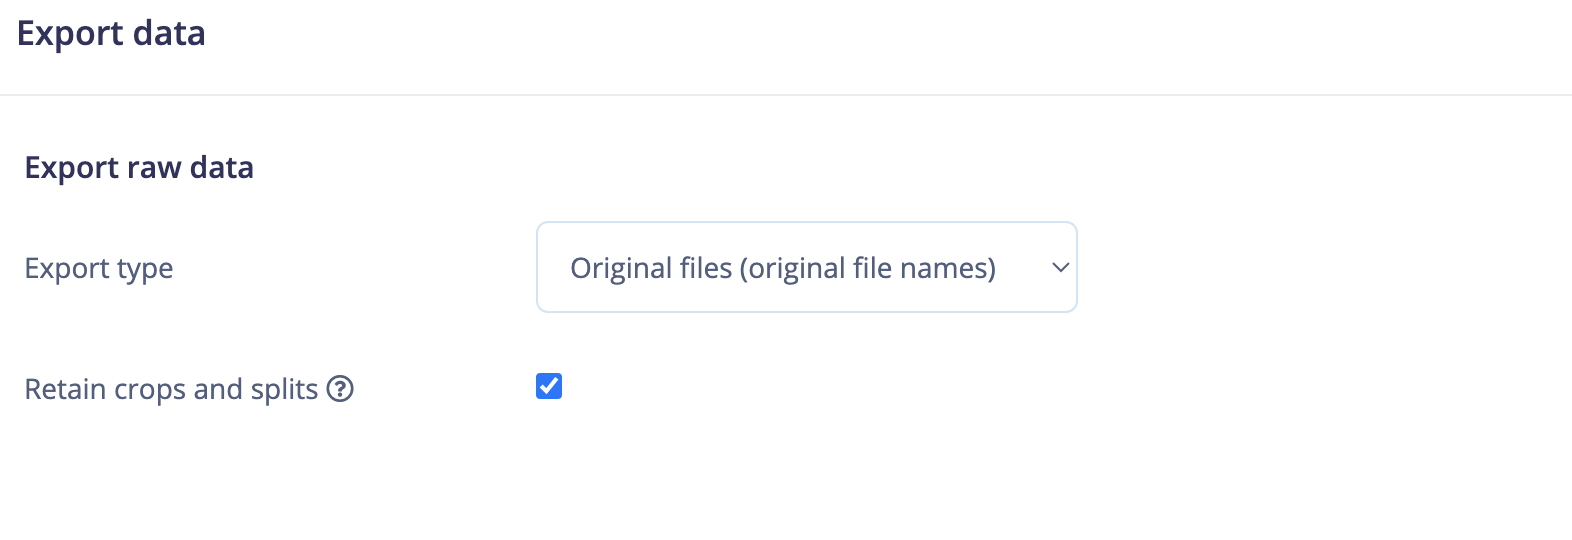 Export data
Export raw data
Export type
Original files (original file names)
Retain crops and splits ?